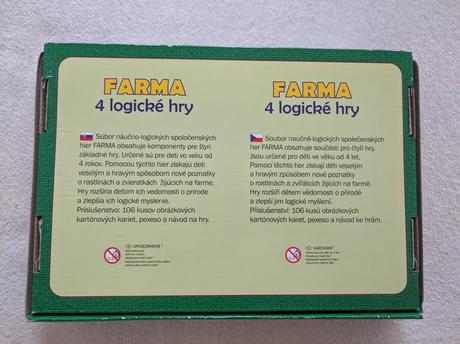 FARMA
4 logické hry
Súbor náučno-logických spoločenských
hier FARMA obsahuje komponenty pre štyri
základné hry. Určené sú pre deti vo veku od
4 rokov. Pomocou týchto hier získajú deti
veselým a hravým spôsobom nové poznatky
o rastlinách a zvieratkách žijúcich na farme.
Hry rozšíria deťom ich vedomosti o prírode
a zlepšia ich logické myslenie.
Príslušenstvo: 106 kusov obrázkových
kartónových kariet, pexeso a návod na hry.
UPOZORNENIE !
FARMA
4 logické hry
Soubor naučně-logických společenských
her FARMA obsahuje součásti pro čtyři hry.
Jsou určené pro děti ve věku od 4 let.
Pomocí těchto her získají děti veselým
a hravým způsobem nové poznatky
o rostlinách a zvířatcích žijících na farmě.
Hry rozšíří dětem vědomosti o přírodě
a zlepší jim logické myšlení.
Příslušenství: 106 kusů obrázkových
kartónových karet, pexeso a návod ke hrám.
VAROVÁNÍ !